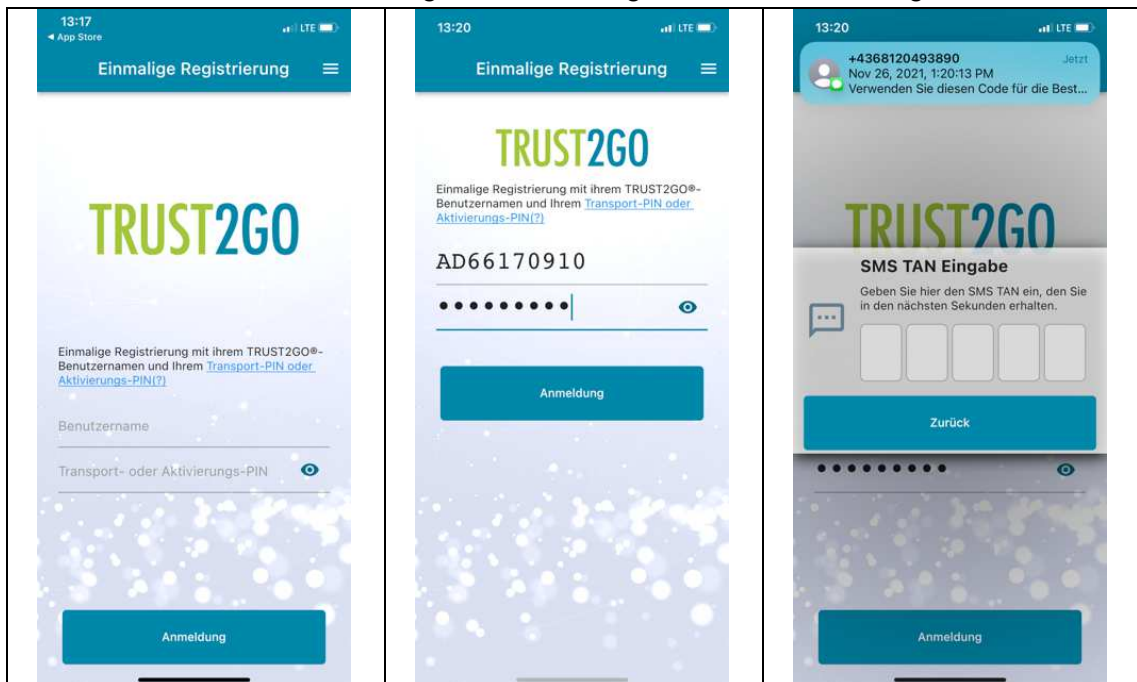 13:17
LTE
App Store
Einmalige Registrierung
TRUST2GO
Einmalige Registrierung mit ihrem TRUST2GO®-
Benutzernamen und Ihrem Transport-PIN oder
Aktivierungs-PIN(?)
Benutzername
Transport- oder Aktivierungs-PIN
Anmeldung
13:20
LTE
Einmalige Registrierung
TRUST2GO
Einmalige Registrierung mit ihrem TRUST2GO®-
Benutzernamen und Ihrem Transport-PIN oder
Aktivierungs-PIN(?)
AD66170910
Anmeldung
13:20
LTE
+4368120493890
Jetzt
Nov 26, 2021, 1:20:13 PM
Verwenden Sie diesen Code für die Best...
TRUST2GO
SMS TAN Eingabe
Geben Sie hier den SMS TAN ein, den Sie
in den nächsten Sekunden erhalten.
Zurück
Anmeldung